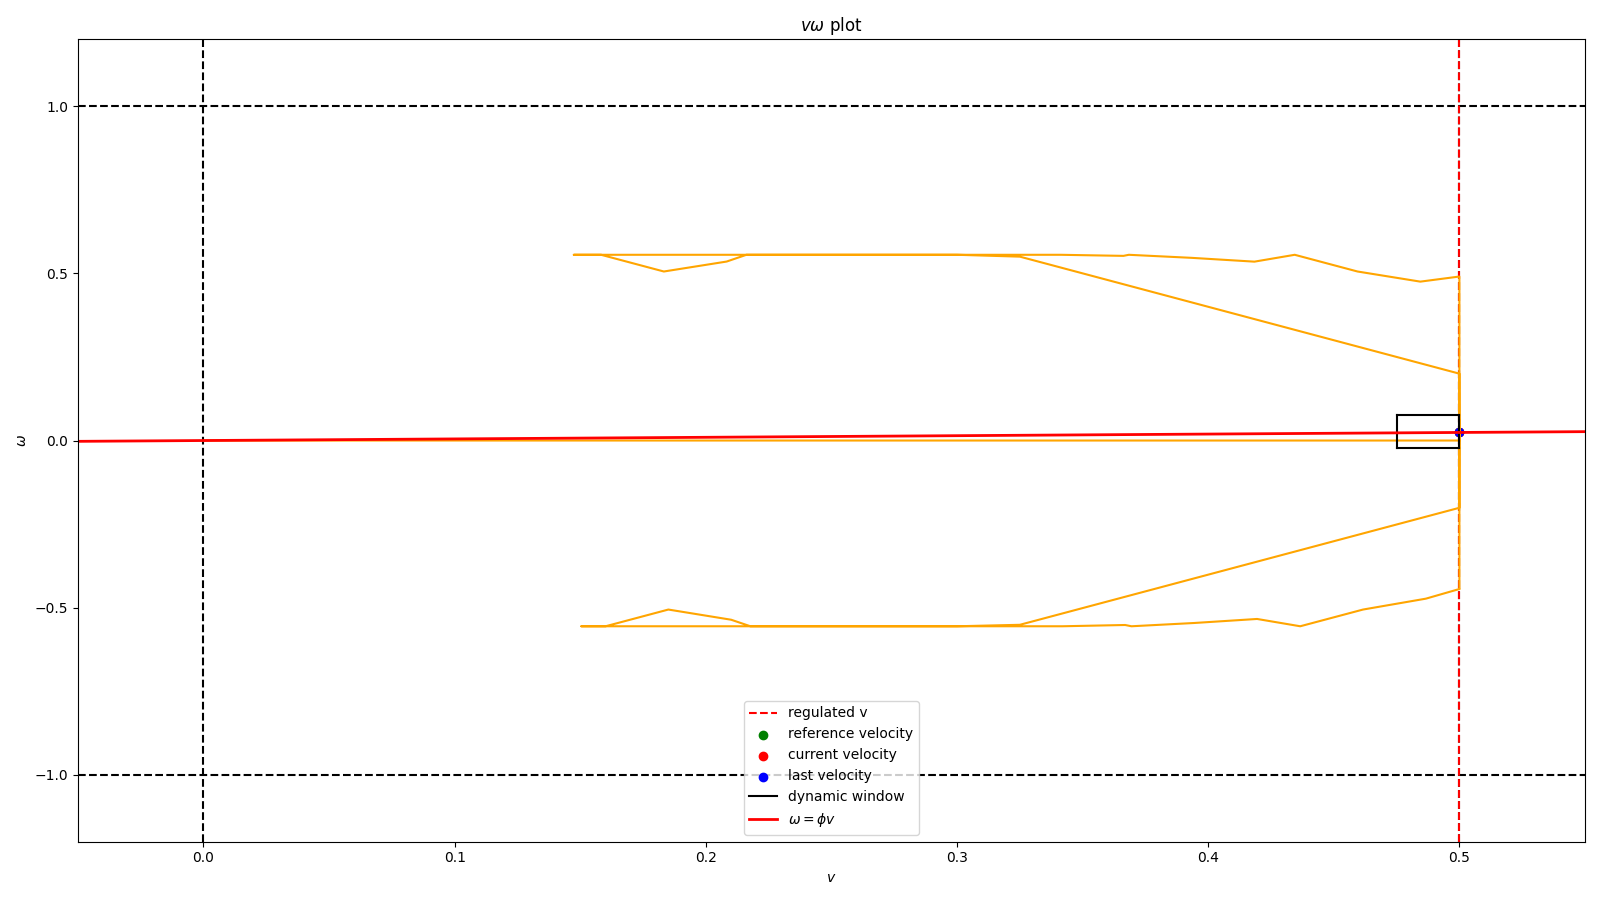 vω plot
1.0
0.5
0.0
−0.5
−1.0
ω
0.0 0.1 0.2 0.3 0.4 0.5
v
regulated v
reference velocity
current velocity
last velocity
dynamic window
ω = ϕv